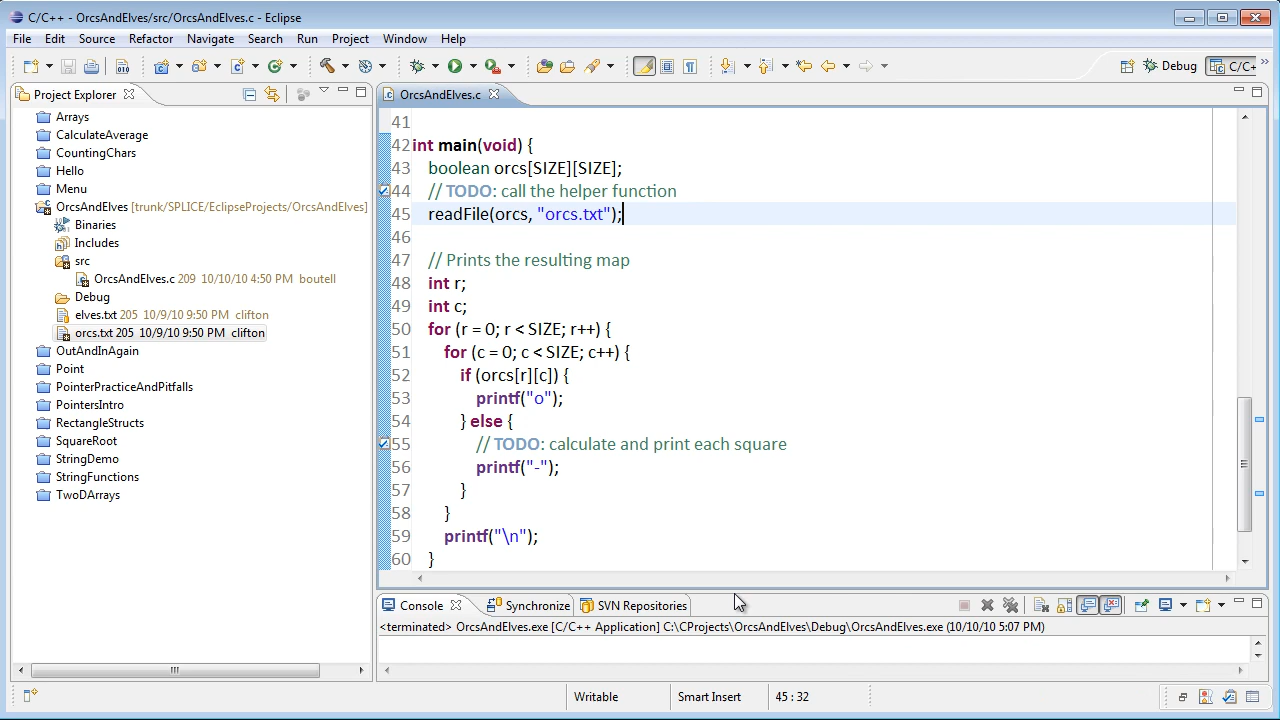 C/C++ - OrcsAndElves/src/OrcsAndElves.c - Eclipse
File Edit Source Refactor Navigate Search Run Project Window Help
Debug C/C+
Project Explorer
OrcsAndElves.c
Arrays
CalculateAverage
CountingChars
Hello
Menu
OrcsAndElves [trunk/SPLICE/EclipseProjects/OrcsAndElves]
Binaries
Includes
src
OrcsAndElves.c 209 10/10/10 4:50 PM boutell
Debug
elves.txt 205 10/9/10 9:50 PM clifton
orcs.txt 205 10/9/10 9:50 PM clifton
OutAndInAgain
Point
PointerPracticeAndPitfalls
PointersIntro
RectangleStructs
SquareRoot
StringDemo
StringFunctions
TwoDArrays
41
42 int main(void) {
43 boolean orcs[SIZE][SIZE];
44 // TODO: call the helper function
45 readFile(orcs, "orcs.txt");
46
47 // Prints the resulting map
48 int r;
49 int c;
50 for (r = 0; r < SIZE; r++) {
51 for (c = 0; c < SIZE; c++) {
52 if (orcs[r][c]) {
53 printf("o");
54 } else {
55 // TODO: calculate and print each square
56 printf("-");
57 }
58 }
59 printf("\n");
60 }
Console Synchronize SVN Repositories
<terminated> OrcsAndElves.exe [C/C++ Application] C:\CProjects\OrcsAndElves\Debug\OrcsAndElves.exe (10/10/10 5:07 PM)
Writable Smart Insert 45 : 32